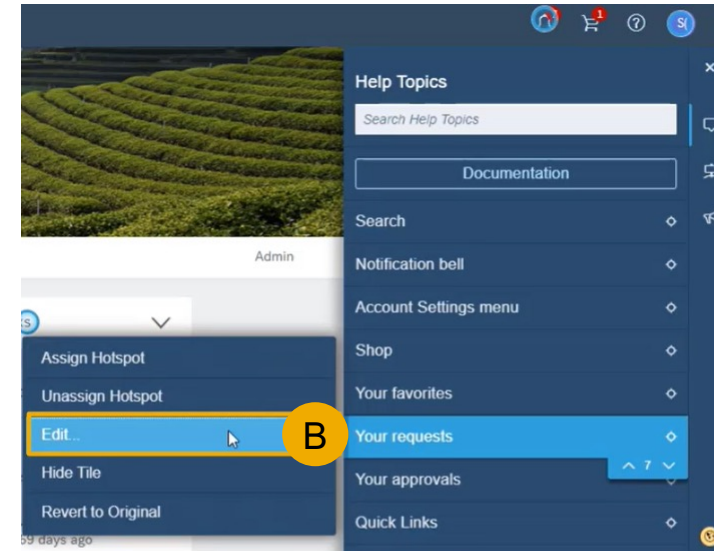 1
S(
Help Topics
Search Help Topics
Documentation
Search
Admin
Notification bell
Account Settings menu
Assign Hotspot
Shop
Unassign Hotspot
Your favorites
Edit...
B
Your requests
7
Hide Tile
Your approvals
Revert to Original
Quick Links
59 days ago